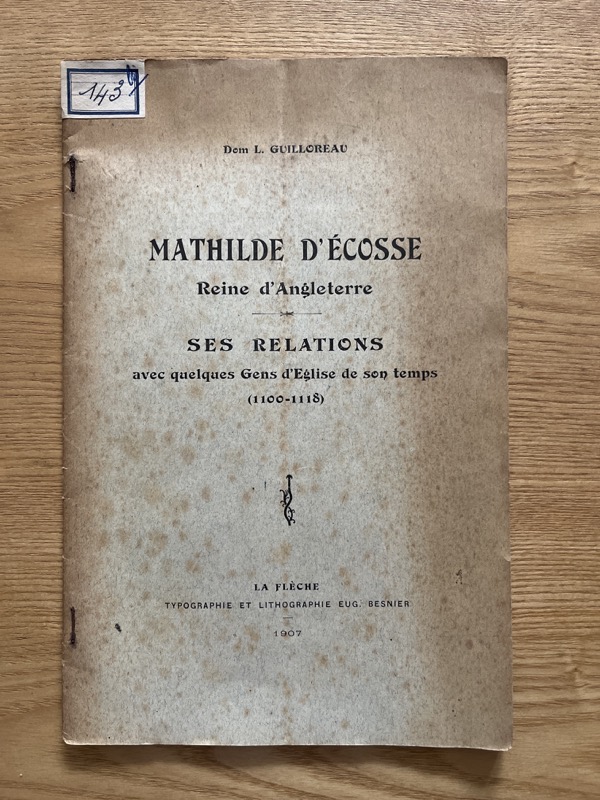 143
Dom L. GUILLOREAU
MATHILDE D'ÉCOSSE
Reine d'Angleterre
SES RELATIONS
avec quelques Gens d'Eglise de son temps
(1100-1118)
LA FLÈCHE
TYPOGRAPHIE ET LITHOGRAPHIE EUG. BESNIER
1907